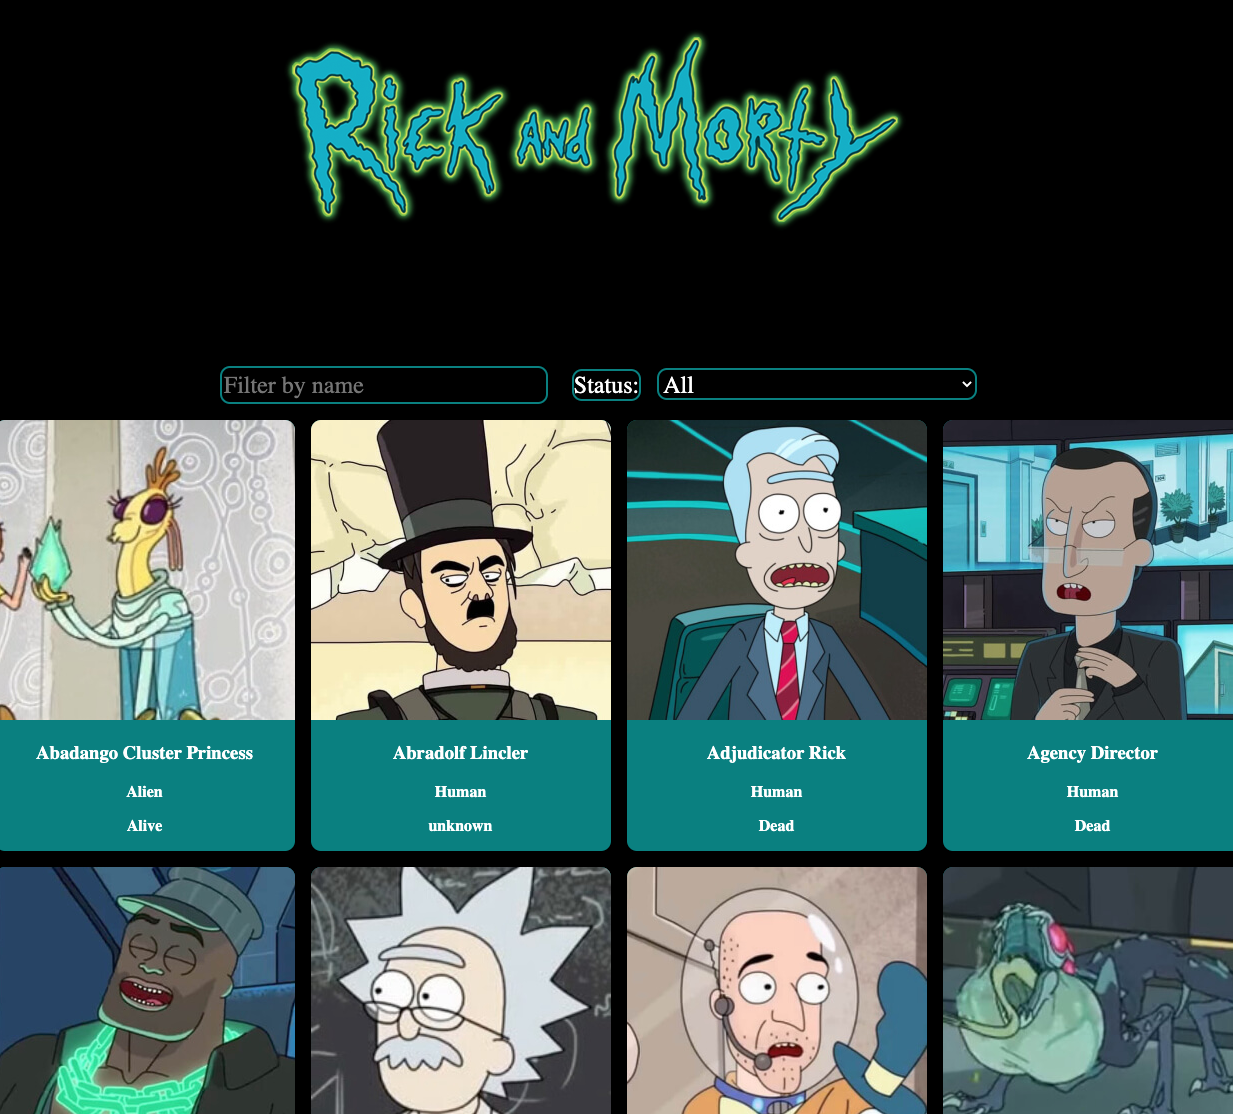 Rick and Morty
Filter by name
Status:
All
Abadango Cluster Princess
Alien
Alive
Abradolf Lincler
Human
unknown
Adjudicator Rick
Human
Dead
Agency Director
Human
Dead